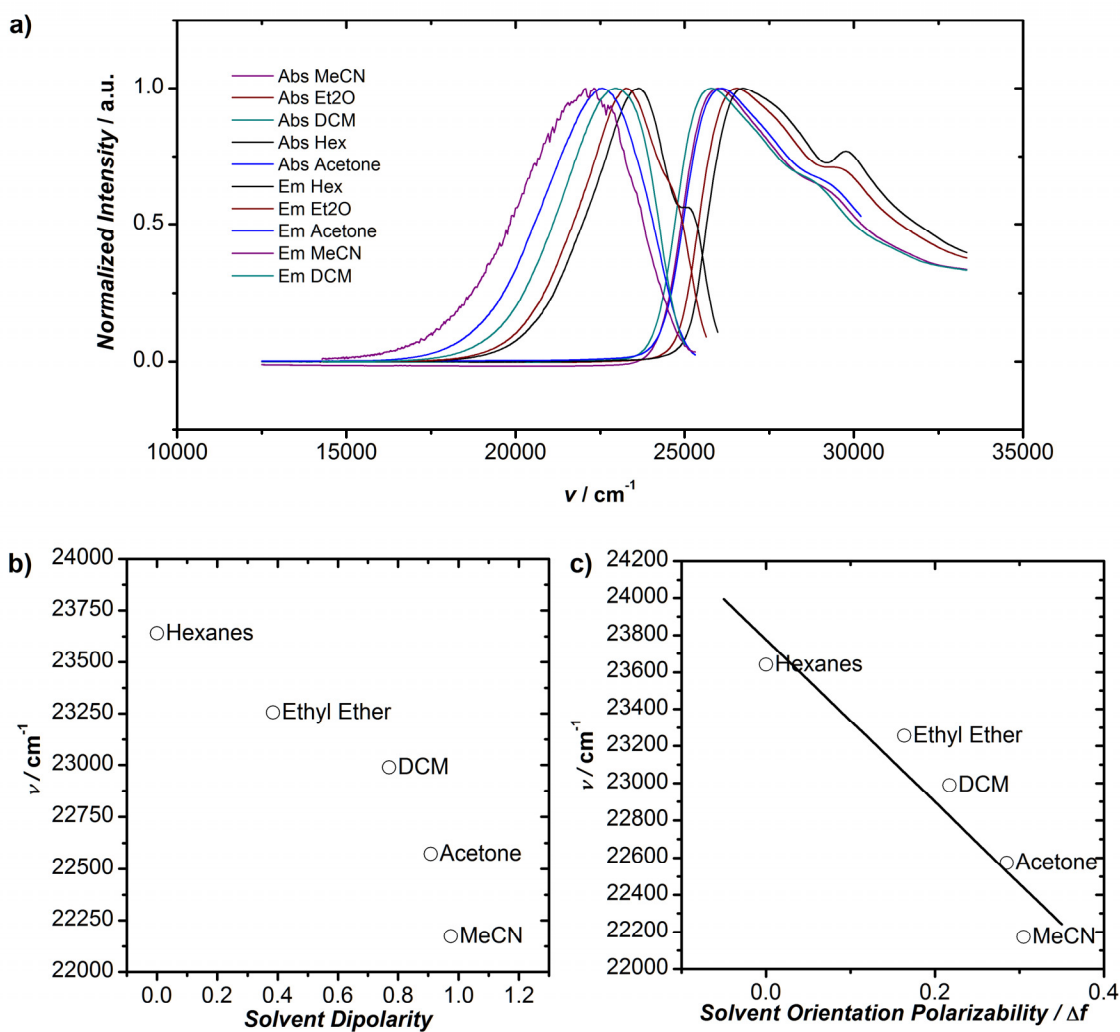 a)
1.0
0.5
0.0
Normalized Intensity / a.u.
Abs MeCN
Abs Et2O
Abs DCM
Abs Hex
Abs Acetone
Em Hex
Em Et2O
Em Acetone
Em MeCN
Em DCM
10000 15000 20000 25000 30000 35000
ν / cm⁻¹
b)
24000
23750
23500
23250
23000
22750
22500
22250
22000
ν / cm⁻¹
Hexanes
Ethyl Ether
DCM
Acetone
MeCN
0.0 0.2 0.4 0.6 0.8 1.0 1.2
Solvent Dipolarity
c)
24200
24000
23800
23600
23400
23200
23000
22800
22600
22400
22200
22000
ν / cm⁻¹
Hexanes
Ethyl Ether
DCM
Acetone
MeCN
0.0 0.2 0.4
Solvent Orientation Polarizability / Δf